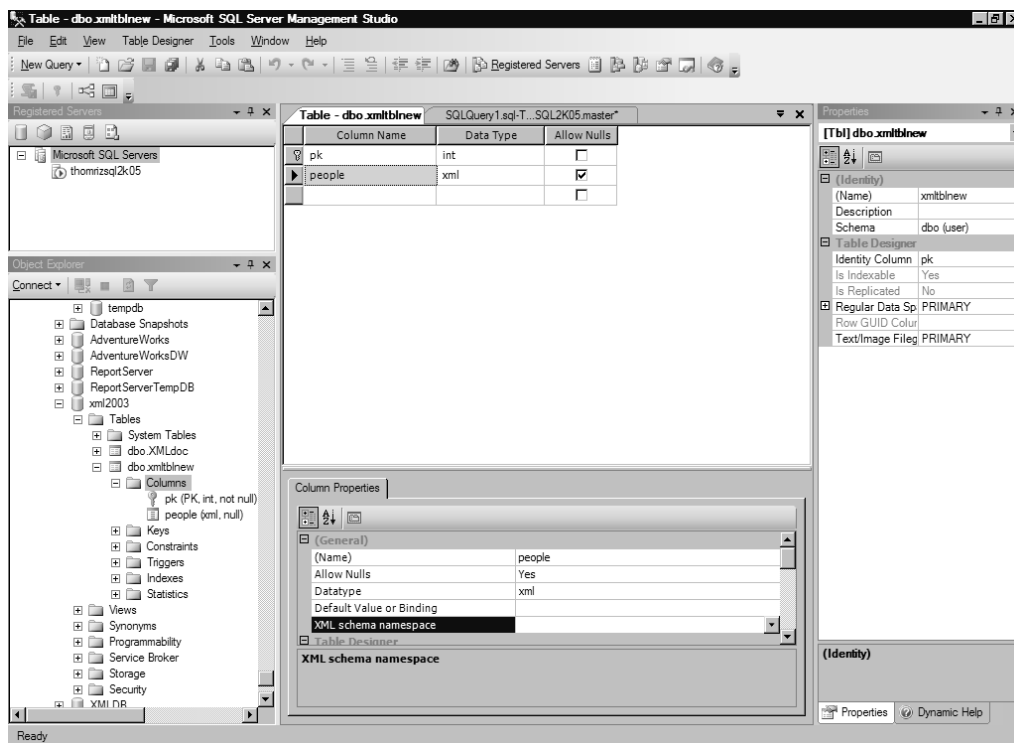 Table - dbo.xmltblnew - Microsoft SQL Server Management Studio
File Edit View Table Designer Tools Window Help
New Query Registered Servers
Registered Servers
Microsoft SQL Servers
thomrizsql2k05
Object Explorer
Connect
tempdb
Database Snapshots
AdventureWorks
AdventureWorksDW
ReportServer
ReportServerTempDB
xml2003
Tables
System Tables
dbo.XMLdoc
dbo.xmltblnew
Columns
pk (PK, int, not null)
people (xml, null)
Keys
Constraints
Triggers
Indexes
Statistics
Views
Synonyms
Programmability
Service Broker
Storage
Security
XMLDB
Table - dbo.xmltblnew SQLQuery1.sql-T...SQL2K05.master*
Column Name Data Type Allow Nulls
pk int
people xml
Column Properties
(General)
(Name) people
Allow Nulls Yes
Datatype xml
Default Value or Binding
XML schema namespace
Table Designer
XML schema namespace
Properties
[Tbl] dbo.xmltblnew
(Identity)
(Name) xmltblnew
Description
Schema dbo (user)
Table Designer
Identity Column pk
Is Indexable Yes
Is Replicated No
Regular Data Sp PRIMARY
Row GUID Colur
Text/Image Fileg PRIMARY
(Identity)
Properties Dynamic Help
Ready